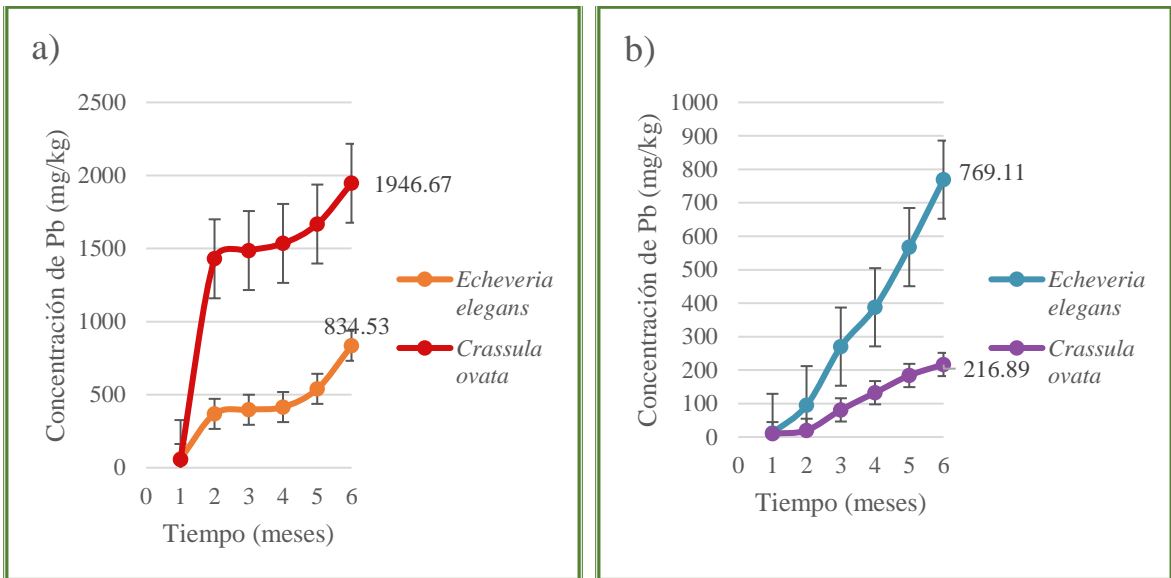 a)
Concentración de Pb (mg/kg)
2500
2000
1500
1000
500
0
0 1 2 3 4 5 6
Tiempo (meses)
1946.67
834.53
Echeveria
elegans
Crassula
ovata
b)
Concentración de Pb (mg/kg)
1000
900
800
700
600
500
400
300
200
100
0
0 1 2 3 4 5 6
Tiempo (meses)
769.11
216.89
Echeveria
elegans
Crassula
ovata